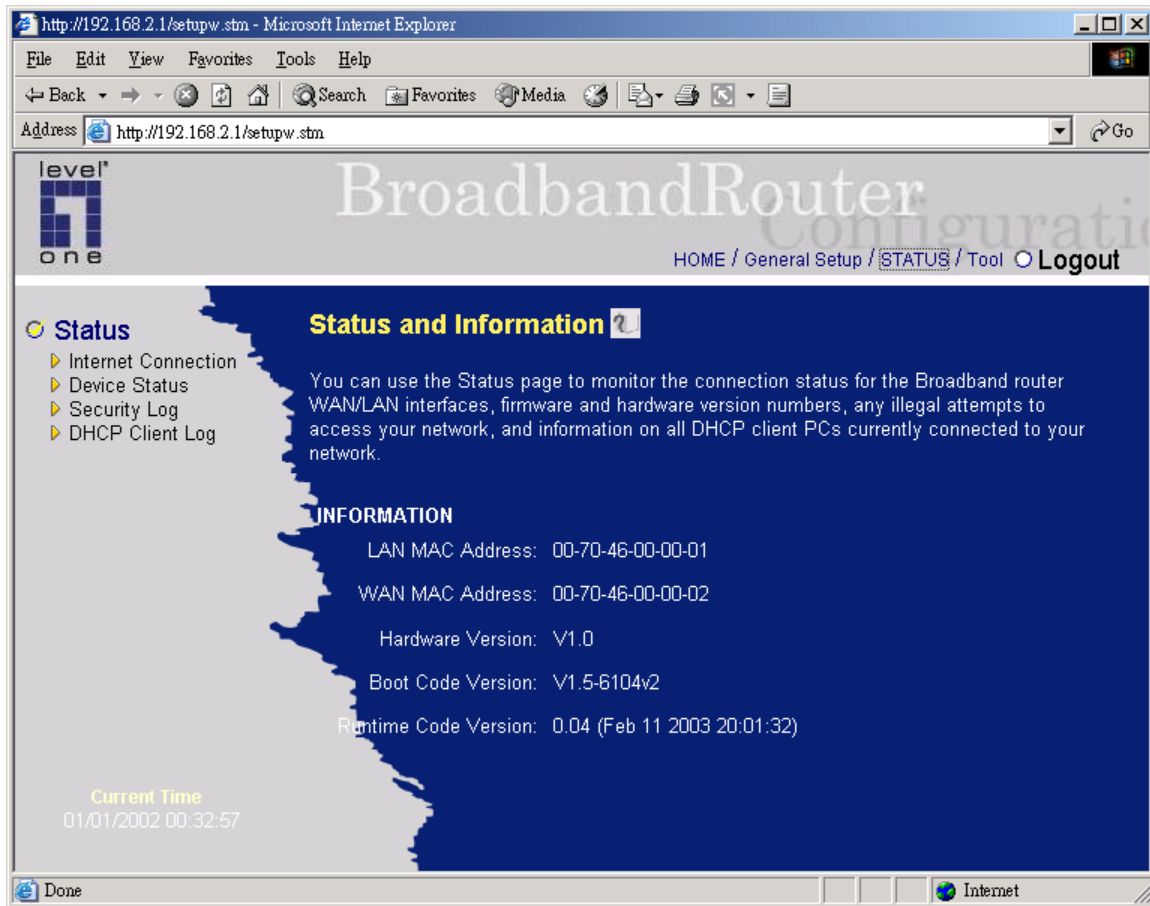 http://192.168.2.1/setupw.stm - Microsoft Internet Explorer
File Edit View Favorites Tools Help
Back Search Favorites Media
Address http://192.168.2.1/setupw.stm Go
level
one
BroadbandRouter
Configuratio
HOME / General Setup / STATUS / Tool Logout
Status
Internet Connection
Device Status
Security Log
DHCP Client Log
Current Time
01/01/2002 00:32:57
Status and Information
You can use the Status page to monitor the connection status for the Broadband router
WAN/LAN interfaces, firmware and hardware version numbers, any illegal attempts to
access your network, and information on all DHCP client PCs currently connected to your
network.
INFORMATION
LAN MAC Address: 00-70-46-00-00-01
WAN MAC Address: 00-70-46-00-00-02
Hardware Version: V1.0
Boot Code Version: V1.5-6104v2
Runtime Code Version: 0.04 (Feb 11 2003 20:01:32)
Done Internet